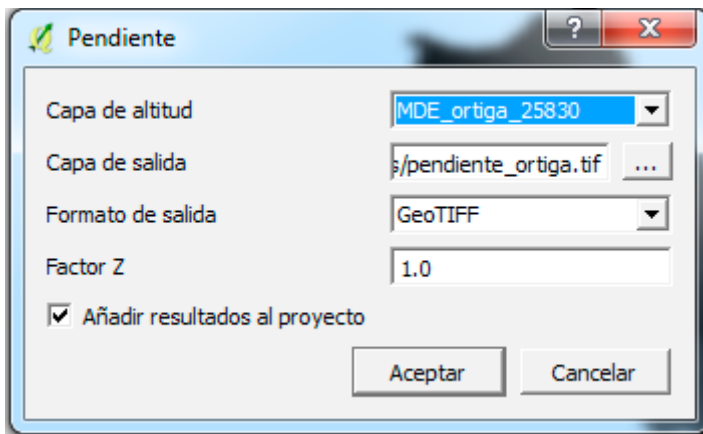 Pendiente
?
X
Capa de altitud MDE_ortiga_25830
Capa de salida s/pendiente_ortiga.tif ...
Formato de salida GeoTIFF
Factor Z 1.0
Añadir resultados al proyecto
Aceptar Cancelar